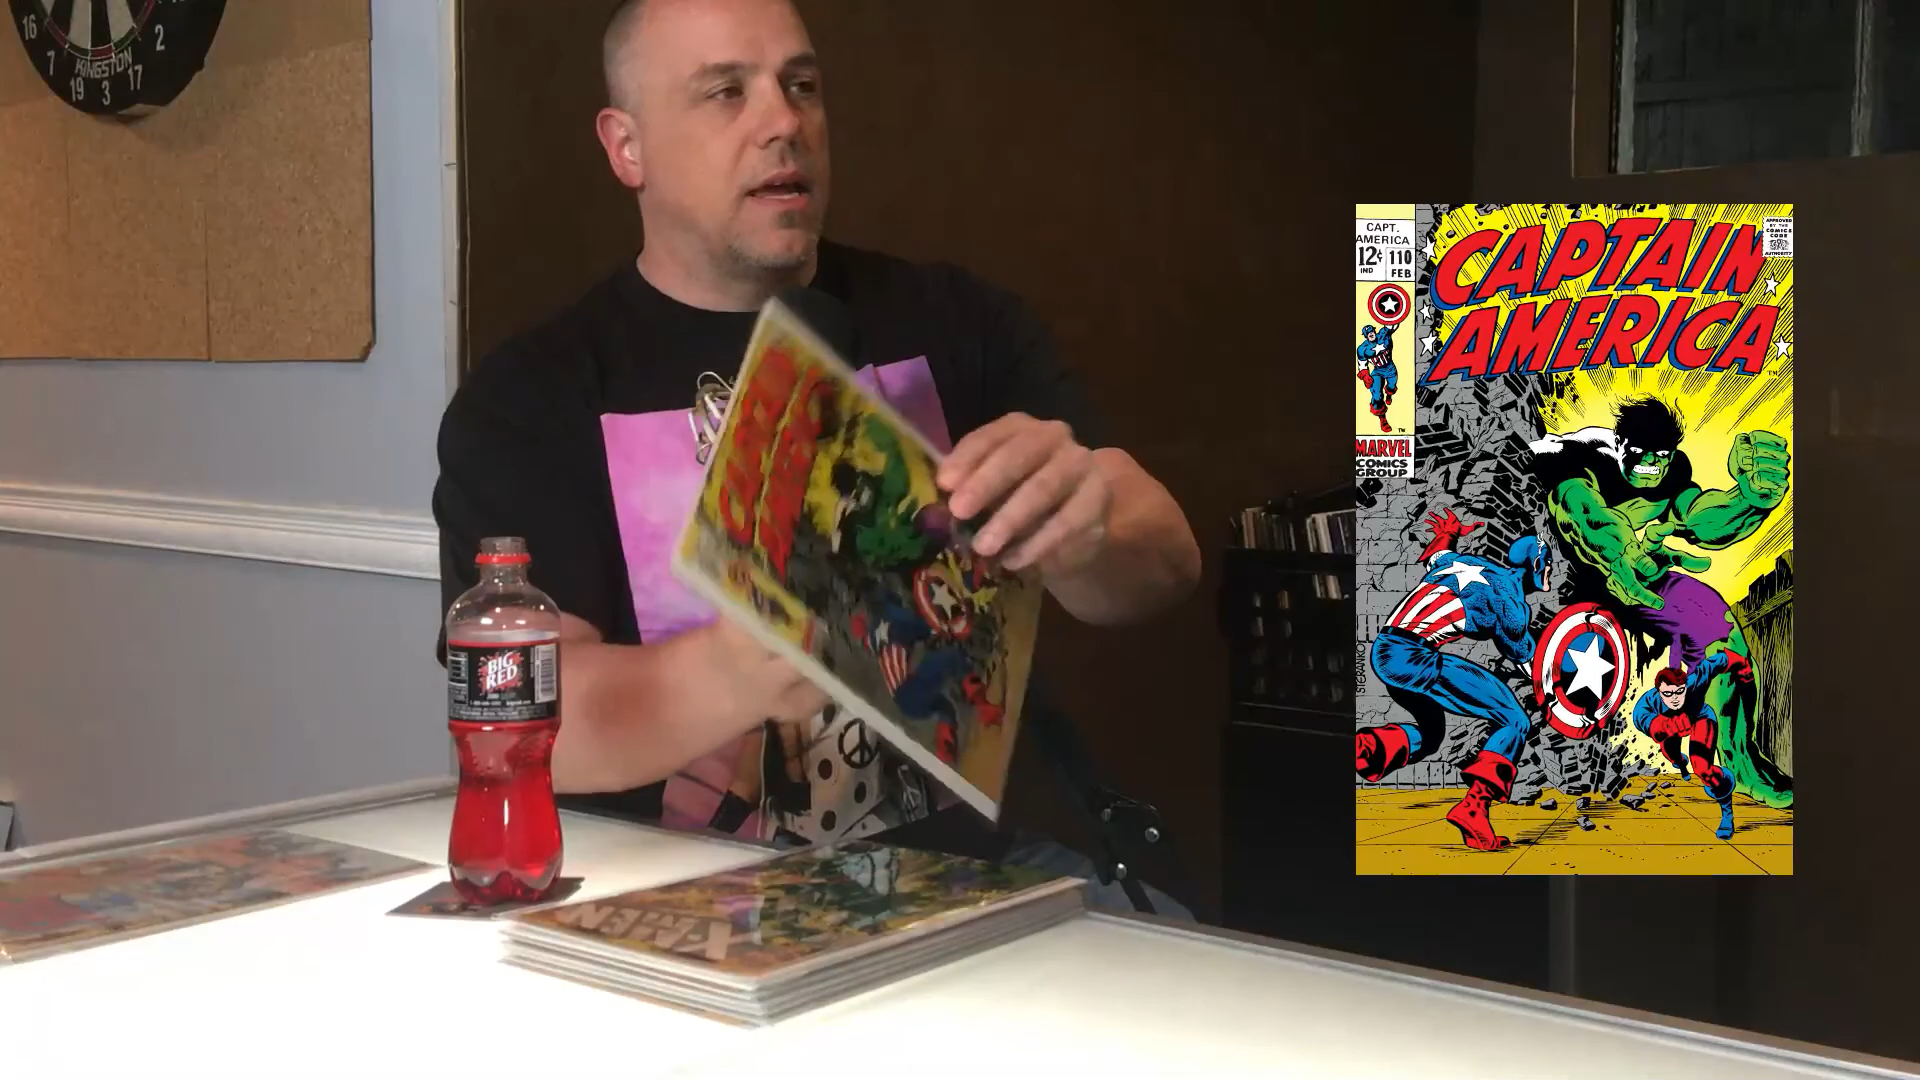 16
7
19
3
17
2
KINGSTON
BIG
RED
X-MEN
CAPT.
AMERICA
12¢
IND
110
FEB
MARVEL
COMICS
GROUP
CAPTAIN
AMERICA
TM
APPROVED
BY THE
COMICS
CODE
AUTHORITY
STERANKO